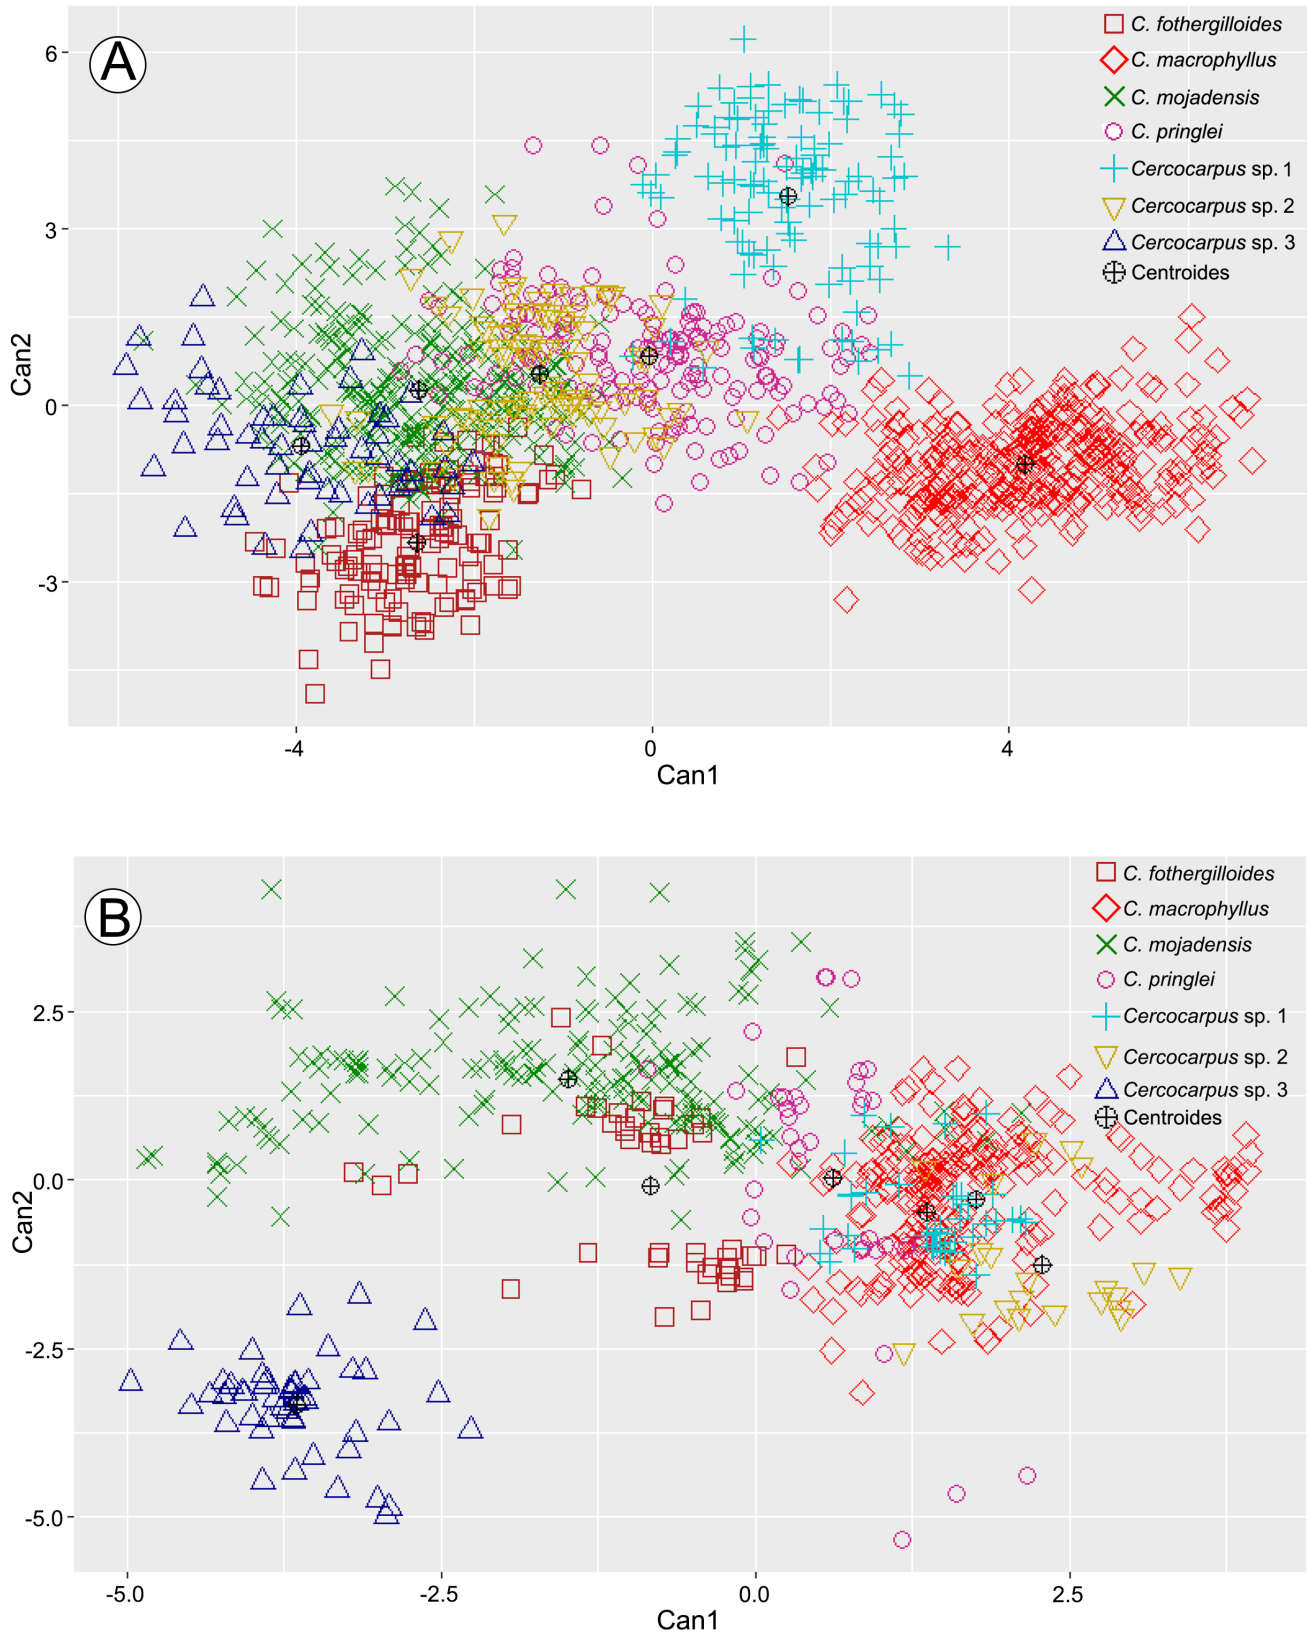 A
C. fothergilloides
C. macrophyllus
C. mojadensis
C. pringlei
Cercocarpus sp. 1
Cercocarpus sp. 2
Cercocarpus sp. 3
Centroides
6
3
0
-3
Can2
-4
0
4
Can1
B
C. fothergilloides
C. macrophyllus
C. mojadensis
C. pringlei
Cercocarpus sp. 1
Cercocarpus sp. 2
Cercocarpus sp. 3
Centroides
2.5
0.0
-2.5
-5.0
Can2
-5.0
-2.5
0.0
2.5
Can1